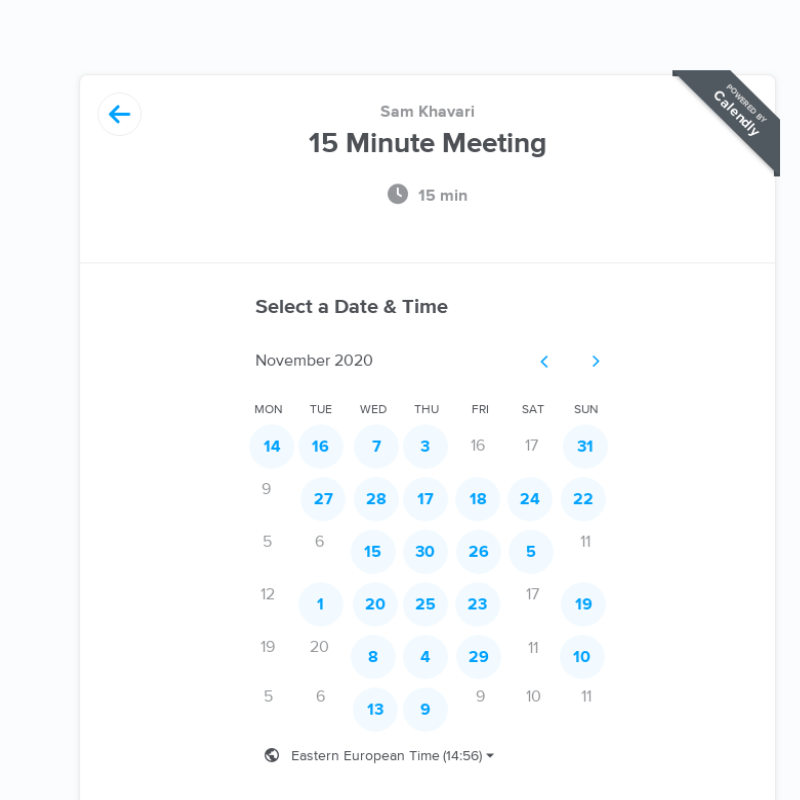 POWERED BY
Calendly
Sam Khavari
15 Minute Meeting
15 min
Select a Date & Time
November 2020
MON TUE WED THU FRI SAT SUN
14 16 7 3 16 17 31
9 27 28 17 18 24 22
5 6 15 30 26 5 11
12 1 20 25 23 17 19
19 20 8 4 29 11 10
5 6 13 9 9 10 11
Eastern European Time (14:56)